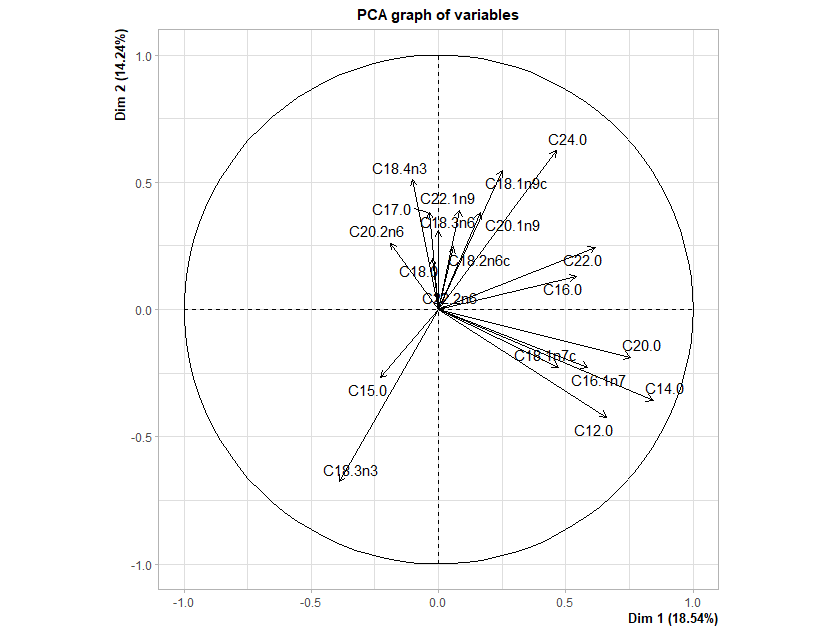 PCA graph of variables
Dim 2 (14.24%)
1.0
C24.0
C18.4n3
0.5
C18.1n9c
C22.1n9
C17.0
C18.3n6
C20.1n9
C20.2n6
C18.2n6c
C22.0
C18.0
C16.0
0.0
C20.0
C18.1n7c
C16.1n7
C14.0
C15.0
C12.0
-0.5
C18.3n3
-1.0
-1.0
-0.5
0.0
0.5
1.0
Dim 1 (18.54%)